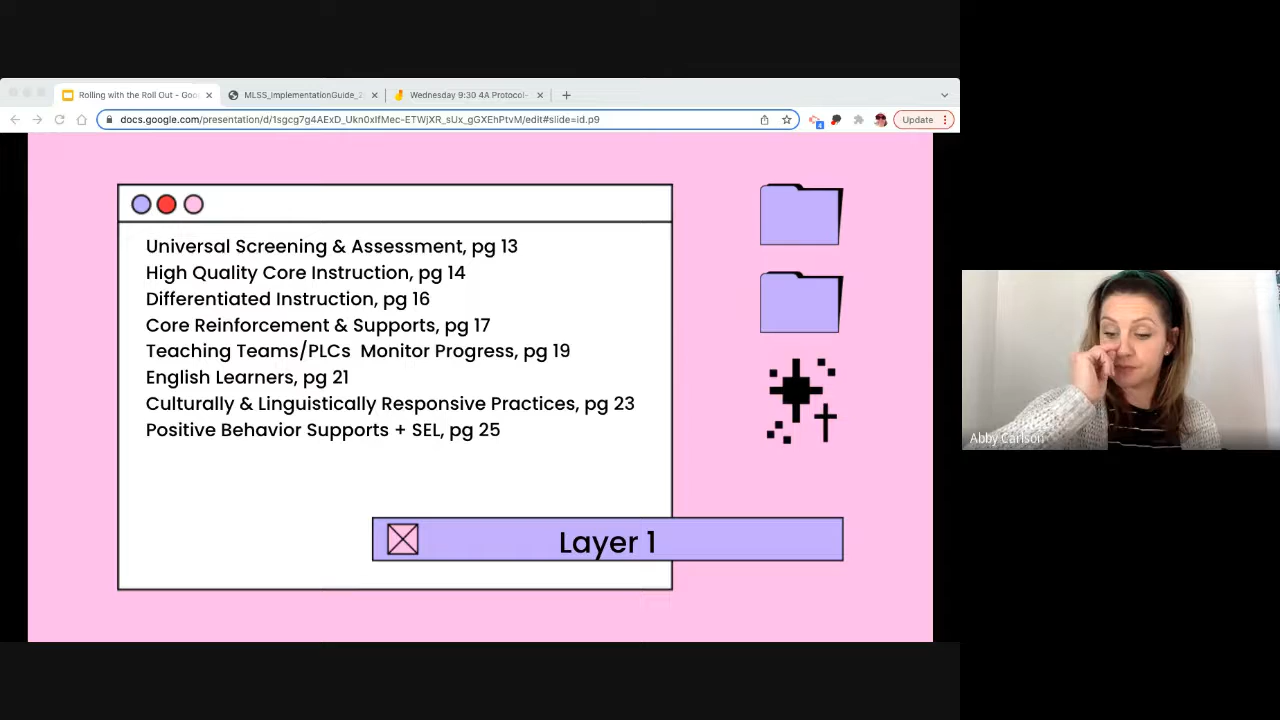 Rolling with the Roll Out - Goo
MLSS_ImplementationGuide_2
Wednesday 9:30 4A Protocol-
docs.google.com/presentation/d/1sgcg7g4AExD_Ukn0xIfMec-ETWjXR_sUx_gGXEhPtvM/edit#slide=id.p9
Update
Universal Screening & Assessment, pg 13
High Quality Core Instruction, pg 14
Differentiated Instruction, pg 16
Core Reinforcement & Supports, pg 17
Teaching Teams/PLCs Monitor Progress, pg 19
English Learners, pg 21
Culturally & Linguistically Responsive Practices, pg 23
Positive Behavior Supports + SEL, pg 25
Layer 1
Abby Carlson